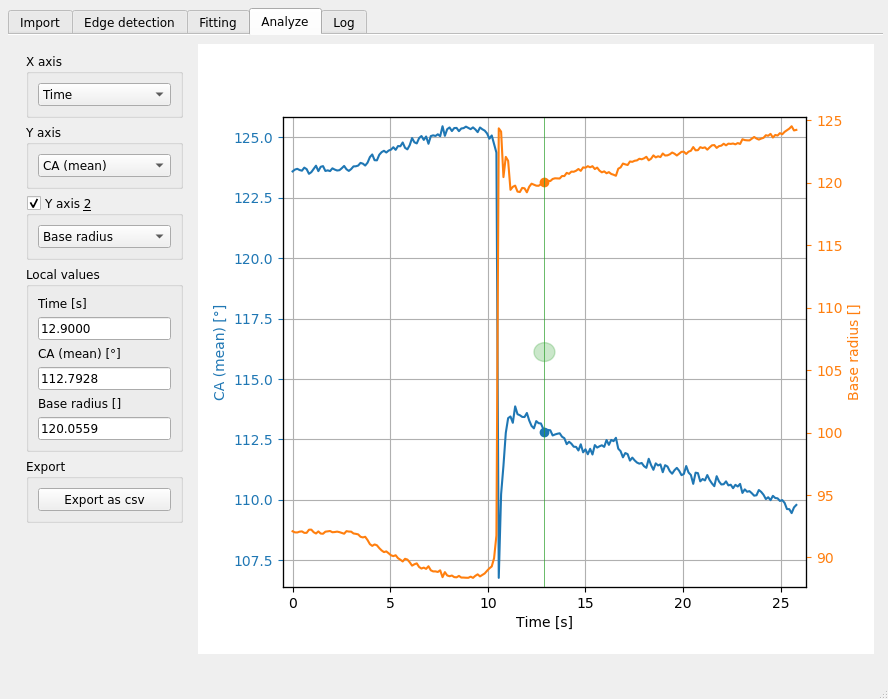 Import
Edge detection
Fitting
Analyze
Log
X axis
Time
Y axis
CA (mean)
Y axis 2
Base radius
Local values
Time [s]
12.9000
CA (mean) [°]
112.7928
Base radius []
120.0559
Export
Export as csv
CA (mean) [°]
125.0
122.5
120.0
117.5
115.0
112.5
110.0
107.5
0
5
10
15
20
25
Time [s]
125
120
115
110
105
100
95
90
Base radius []